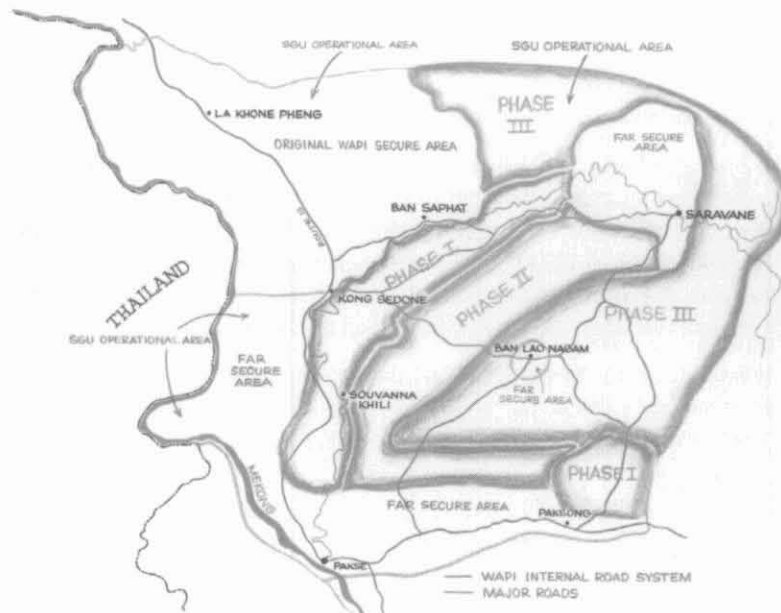 SGU OPERATIONAL AREA
SGU OPERATIONAL AREA
PHASE
III
LA KHONE PHENG
ORIGINAL WAPI SECURE AREA
FAR SECURE
AREA
BAN SAPHAT
SARAVANE
PHASE I
PHASE II
THAILAND
KONG SEDONE
PHASE III
SGU OPERATIONAL AREA
BAN LAO NAGAM
FAR
SECURE
AREA
FAR
SECURE AREA
SOUVANNA
KHILI
PHASE I
MEKONG
FAR SECURE AREA
PAKSONG
PAKSE
WAPI INTERNAL ROAD SYSTEM
MAJOR ROADS